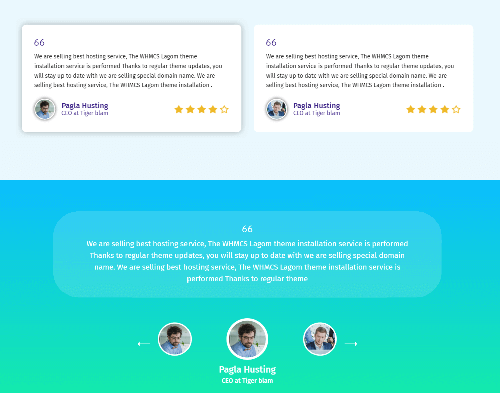 66
We are selling best hosting service, The WHMCS Lagom theme
installation service is performed Thanks to regular theme updates, you
will stay up to date with we are selling special domain name. We are
selling best hosting service, The WHMCS Lagom theme installation .
Pagla Husting
CEO at Tiger blam
66
We are selling best hosting service, The WHMCS Lagom theme
installation service is performed Thanks to regular theme updates, you
will stay up to date with we are selling special domain name. We are
selling best hosting service, The WHMCS Lagom theme installation .
Pagla Husting
CEO at Tiger blam
66
We are selling best hosting service, The WHMCS Lagom theme installation service is performed
Thanks to regular theme updates, you will stay up to date with we are selling special domain
name. We are selling best hosting service, The WHMCS Lagom theme installation service is
performed Thanks to regular theme
Pagla Husting
CEO at Tiger blam